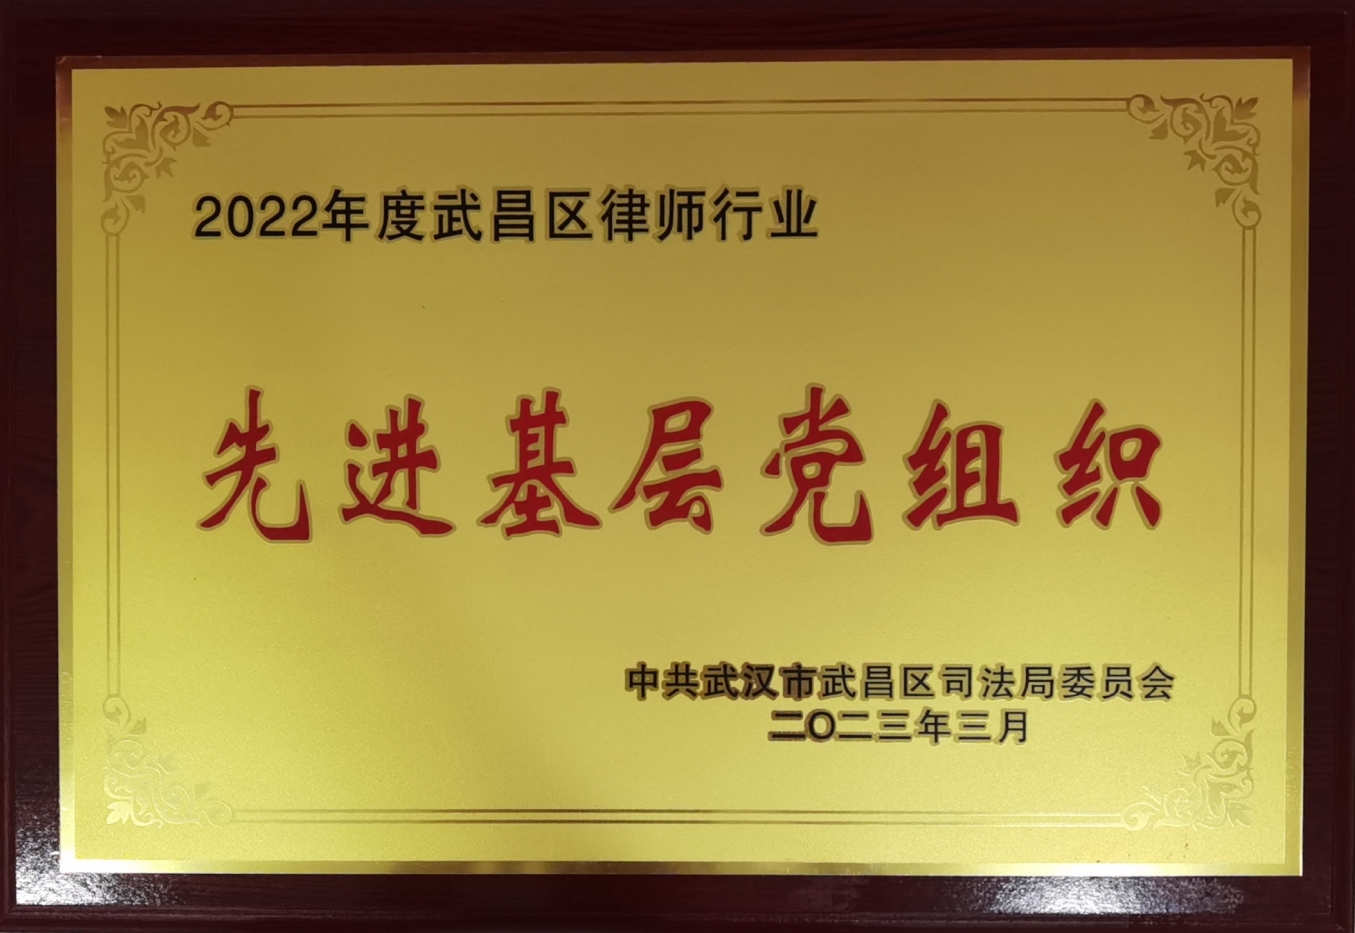 2022年度武昌区律师行业
先进基层党组织
中共武汉市武昌区司法局委员会
二〇二三年三月